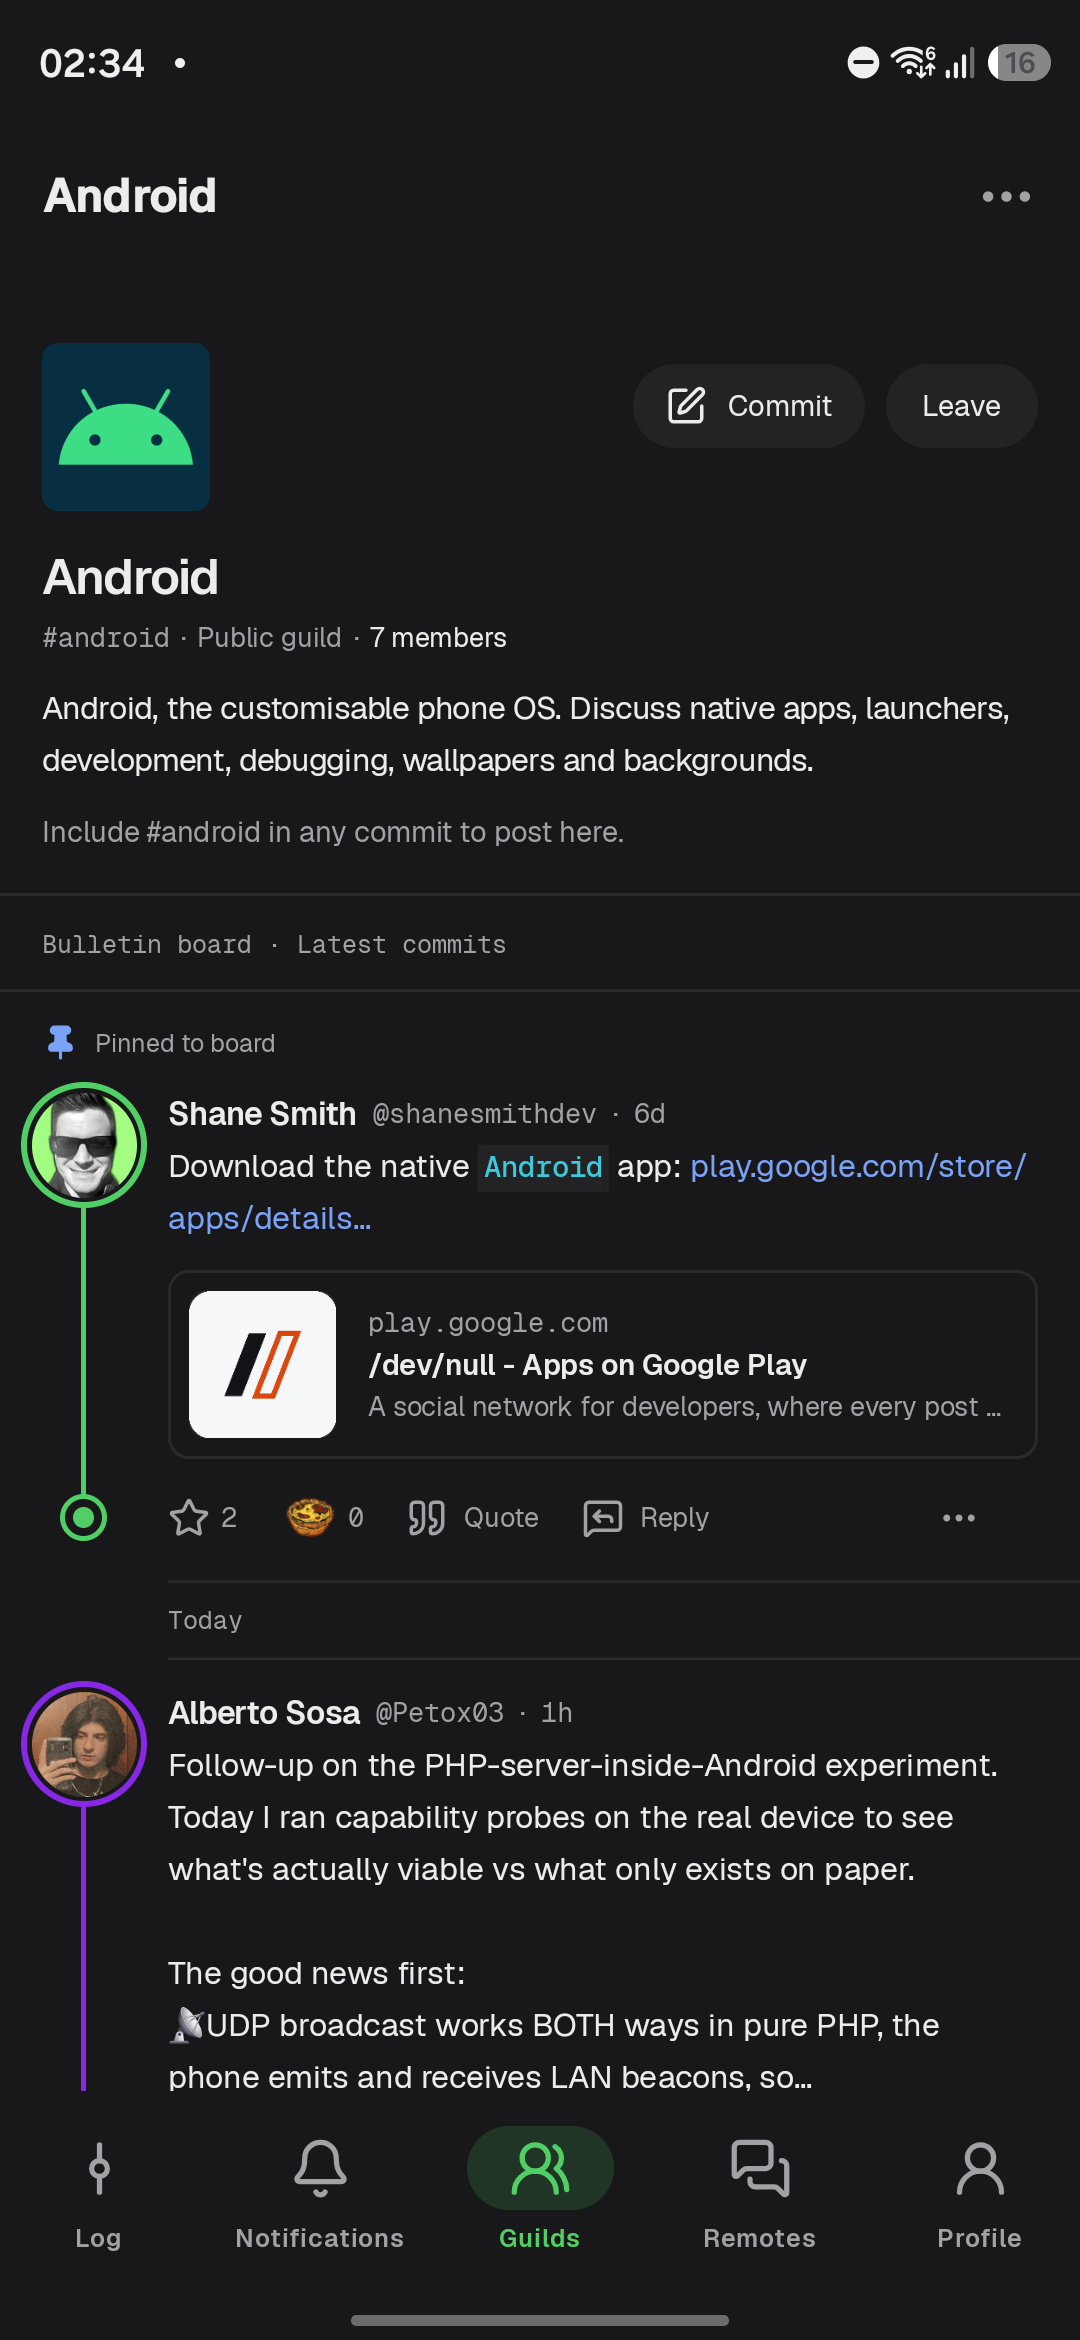 02:34
6
16
Android
Commit
Leave
Android
#android · Public guild · 7 members
Android, the customisable phone OS. Discuss native apps, launchers,
development, debugging, wallpapers and backgrounds.
Include #android in any commit to post here.
Bulletin board · Latest commits
Pinned to board
Shane Smith @shanesmithdev · 6d
Download the native Android app: play.google.com/store/
apps/details...
play.google.com
/dev/null - Apps on Google Play
A social network for developers, where every post ...
2 0 Quote Reply
Today
Alberto Sosa @Petox03 · 1h
Follow-up on the PHP-server-inside-Android experiment.
Today I ran capability probes on the real device to see
what's actually viable vs what only exists on paper.
The good news first:
📡UDP broadcast works BOTH ways in pure PHP, the
phone emits and receives LAN beacons, so...
Log Notifications Guilds Remotes Profile